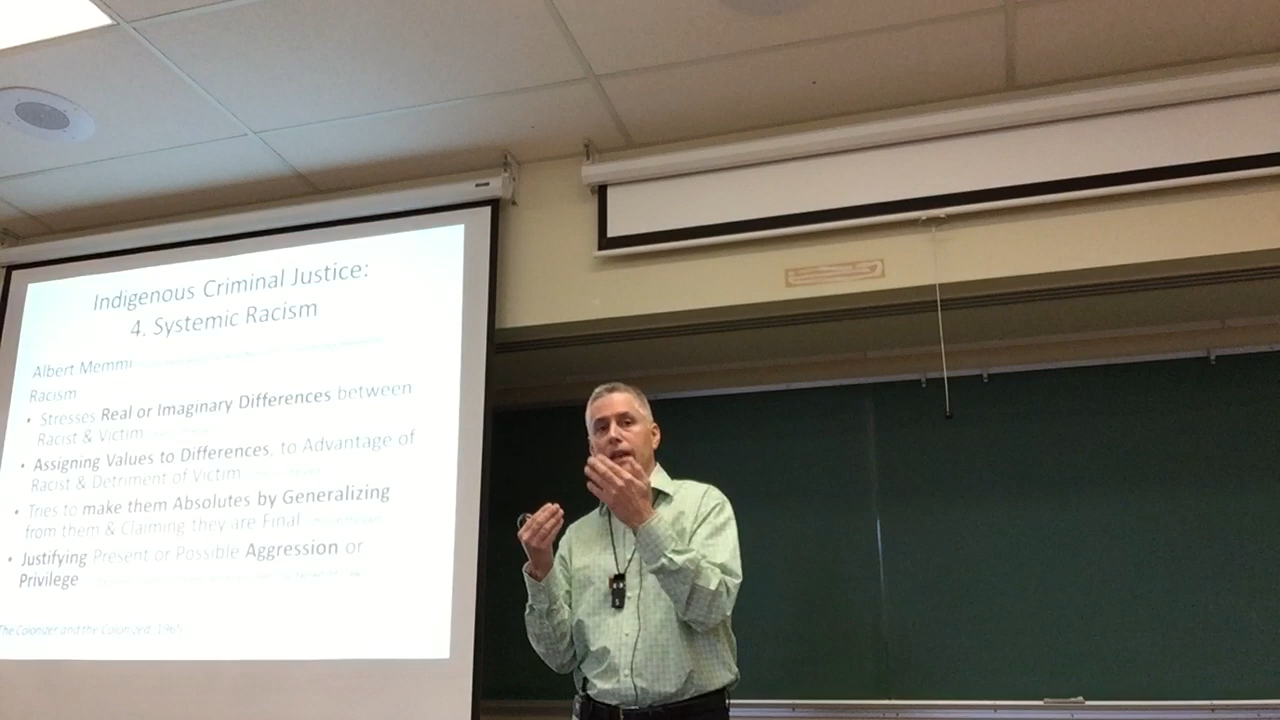 Indigenous Criminal Justice:
4. Systemic Racism
Albert Memmi
Racism
• Stresses Real or Imaginary Differences between
Racist & Victim
• Assigning Values to Differences, to Advantage of
Racist & Detriment of Victim
• Tries to make them Absolutes by Generalizing
from them & Claiming they are Final
• Justifying Present or Possible Aggression or
Privilege
The Colonizer and the Colonized, 1965